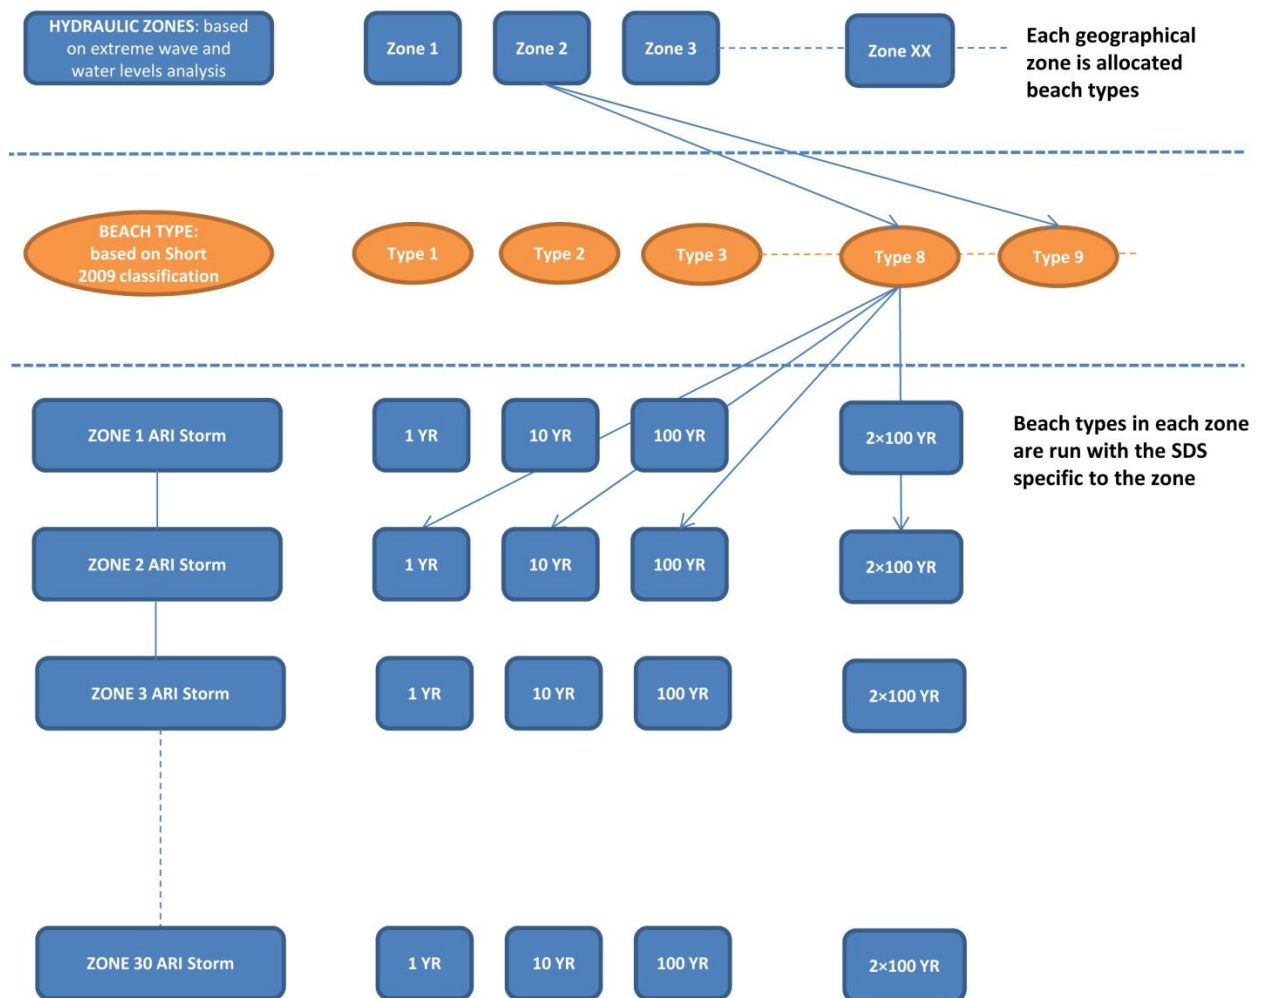 HYDRAULIC ZONES: based
on extreme wave and
water levels analysis
Zone 1
Zone 2
Zone 3
Zone XX
Each geographical
zone is allocated
beach types
BEACH TYPE:
based on Short
2009 classification
Type 1
Type 2
Type 3
Type 8
Type 9
ZONE 1 ARI Storm
1 YR
10 YR
100 YR
2×100 YR
Beach types in each zone
are run with the SDS
specific to the zone
ZONE 2 ARI Storm
1 YR
10 YR
100 YR
2×100 YR
ZONE 3 ARI Storm
1 YR
10 YR
100 YR
2×100 YR
ZONE 30 ARI Storm
1 YR
10 YR
100 YR
2×100 YR